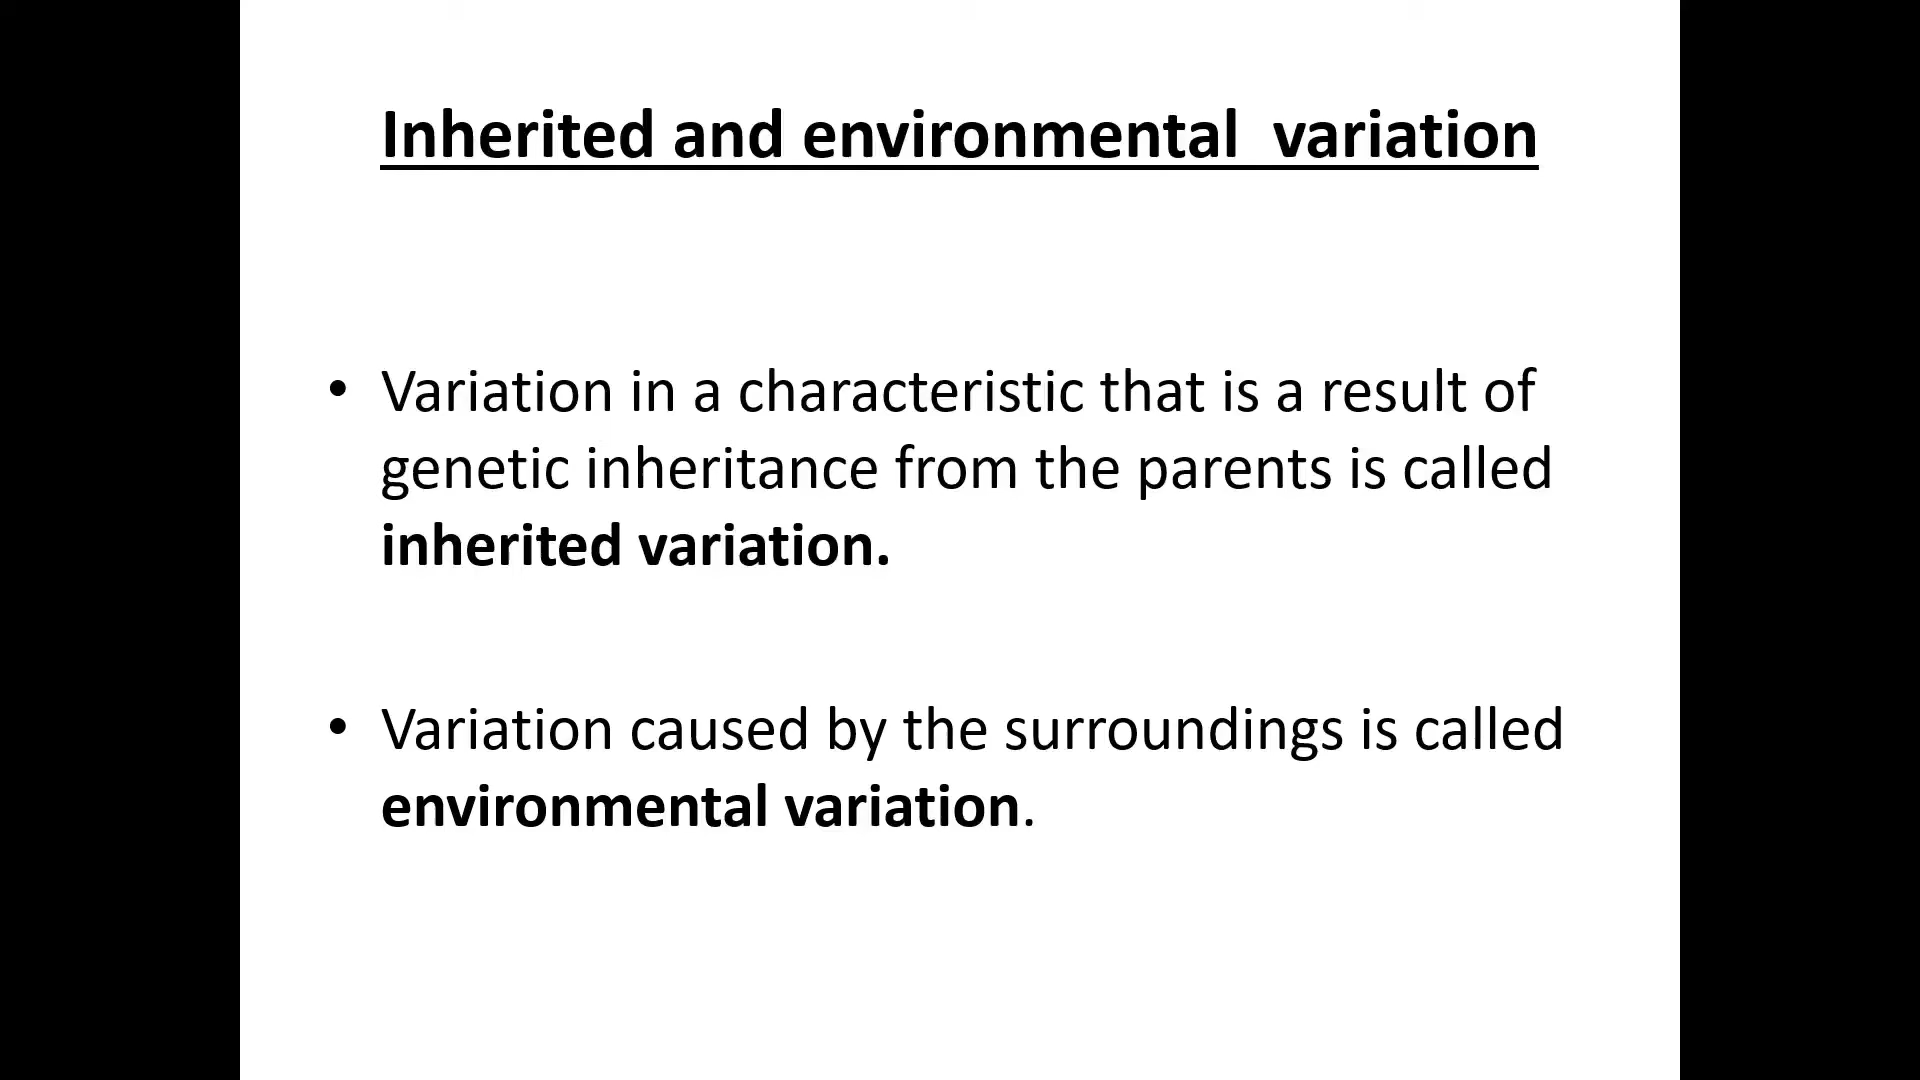 Inherited and environmental  variation
• Variation in a characteristic that is a result of
genetic inheritance from the parents is called
inherited variation.
• Variation caused by the surroundings is called
environmental variation.